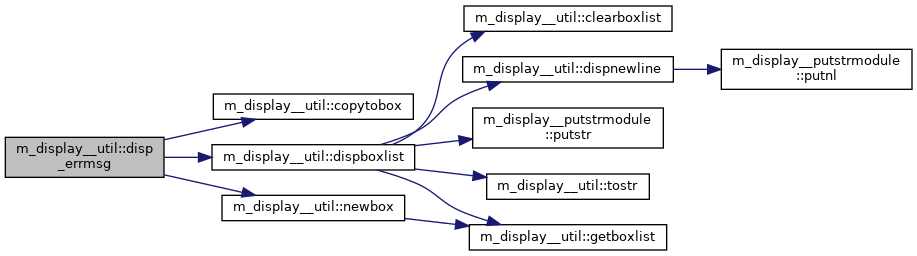 m_display__util::disp
_errmsg
m_display__util::copytobox
m_display__util::dispboxlist
m_display__util::newbox
m_display__util::clearboxlist
m_display__util::dispnewline
m_display__putstrmodule
::putstr
m_display__util::tostr
m_display__util::getboxlist
m_display__putstrmodule
::putnl